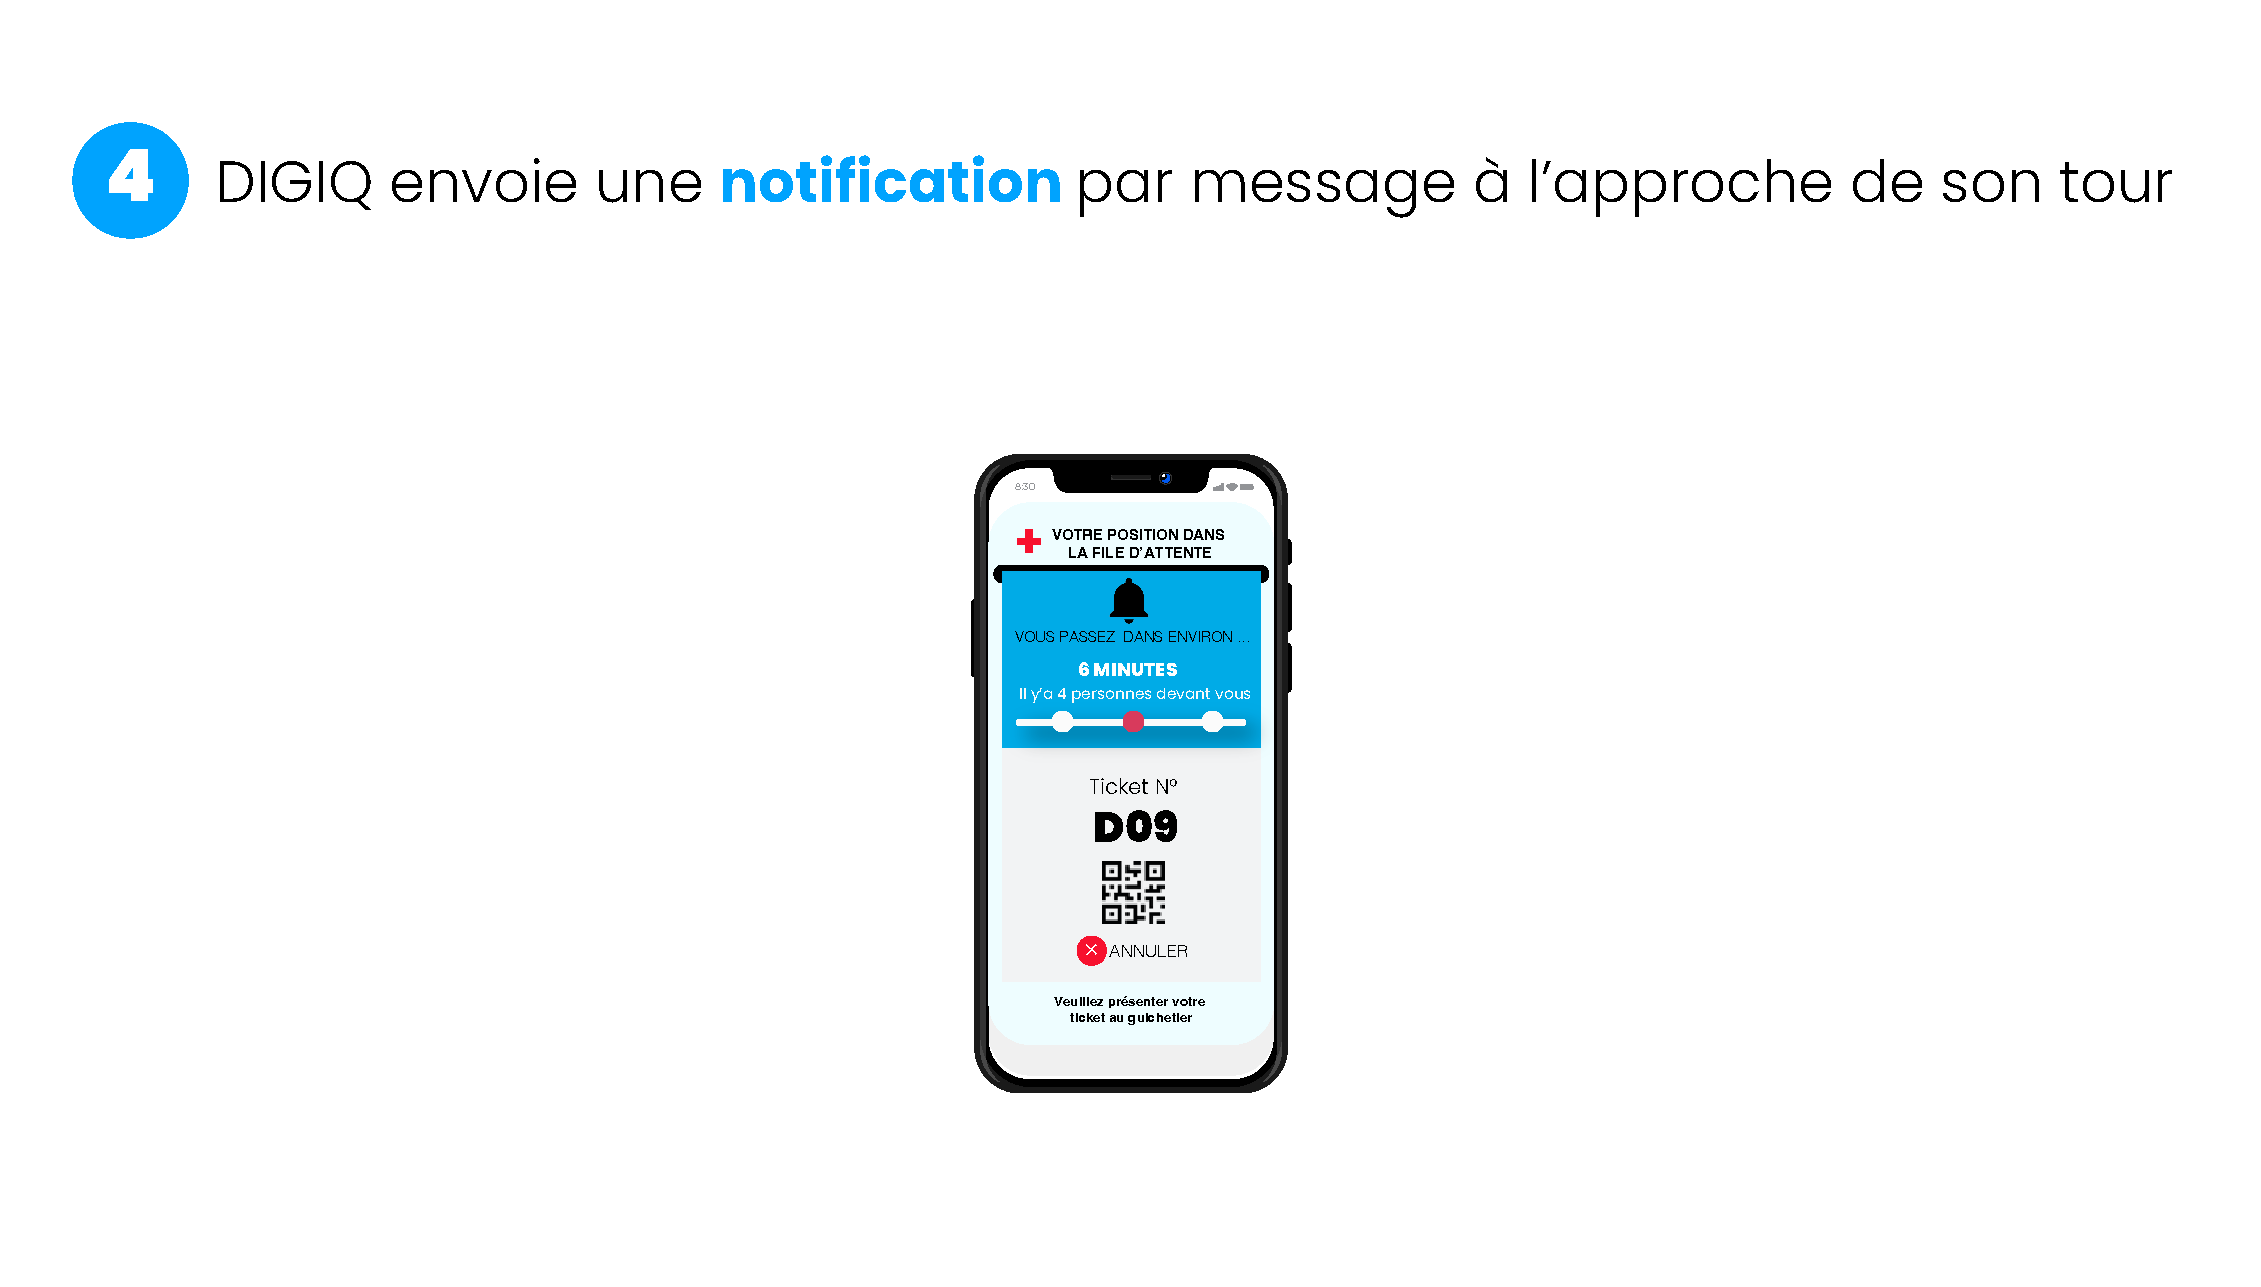 4 DIGIQ envoie une notification par message à l’approche de son tour
8:30
VOTRE POSITION DANS
LA FILE D’ATTENTE
VOUS PASSEZ DANS ENVIRON ...
6 MINUTES
Il y’a 4 personnes devant vous
Ticket N°
D09
ANNULER
Veuillez présenter votre
ticket au guichetier